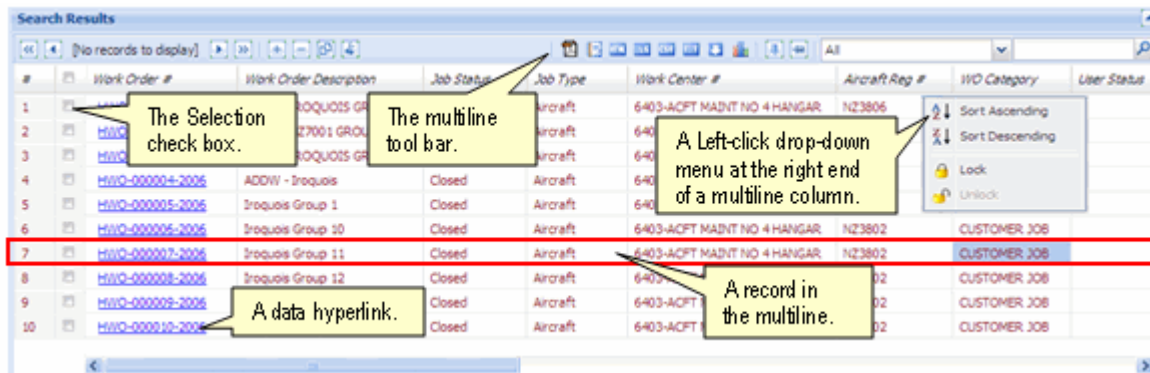 Search Results
[No records to display] All
# Work Order # Work Order Description Job Status Job Type Work Center # Aircraft Reg # WO Category User Status
1 Aircraft 6403-ACFT MAINT NO 4 HANGAR NZ3806
The Selection
check box.
The multiline
tool bar.
A Left-click drop-down
menu at the right end
of a multiline column.
Sort Ascending
Sort Descending
Lock
Unlock
2 Aircraft
3 Aircraft
4 HWO-000004-2006 ADDW - Iroquois Closed Aircraft
5 HWO-000005-2006 Iroquois Group 1 Closed Aircraft
6 HWO-000006-2006 Iroquois Group 10 Closed Aircraft 6403-ACFT MAINT NO 4 HANGAR NZ3802 CUSTOMER JOB
7 HWO-000007-2006 Iroquois Group 11 Closed Aircraft 6403-ACFT MAINT NO 4 HANGAR NZ3802 CUSTOMER JOB
8 HWO-000008-2006 Iroquois Group 12 Closed Aircraft CUSTOMER JOB
9 HWO-000009-2006 Closed Aircraft CUSTOMER JOB
10 HWO-000010-2006 Closed Aircraft CUSTOMER JOB
A data hyperlink.
A record in
the multiline.